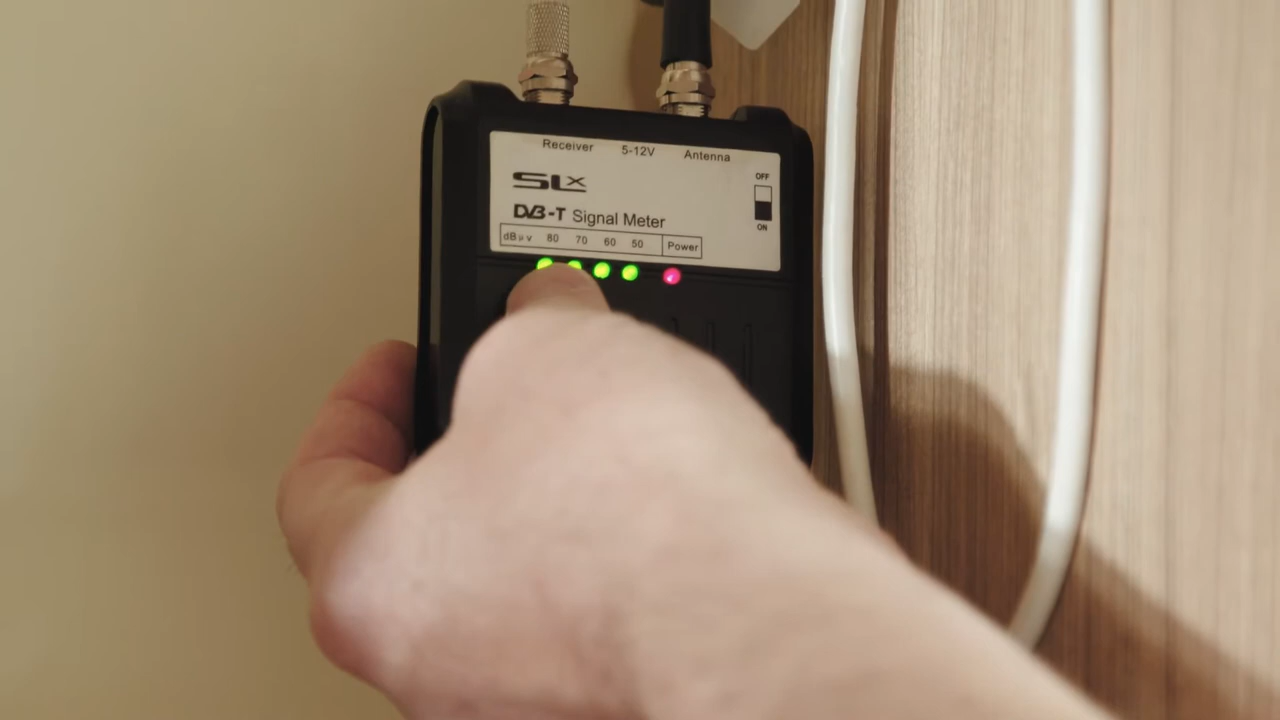 Receiver 5-12V Antenna
SLx
OFF
DVB-T Signal Meter
ON
dBμv 80 70 60 50 Power